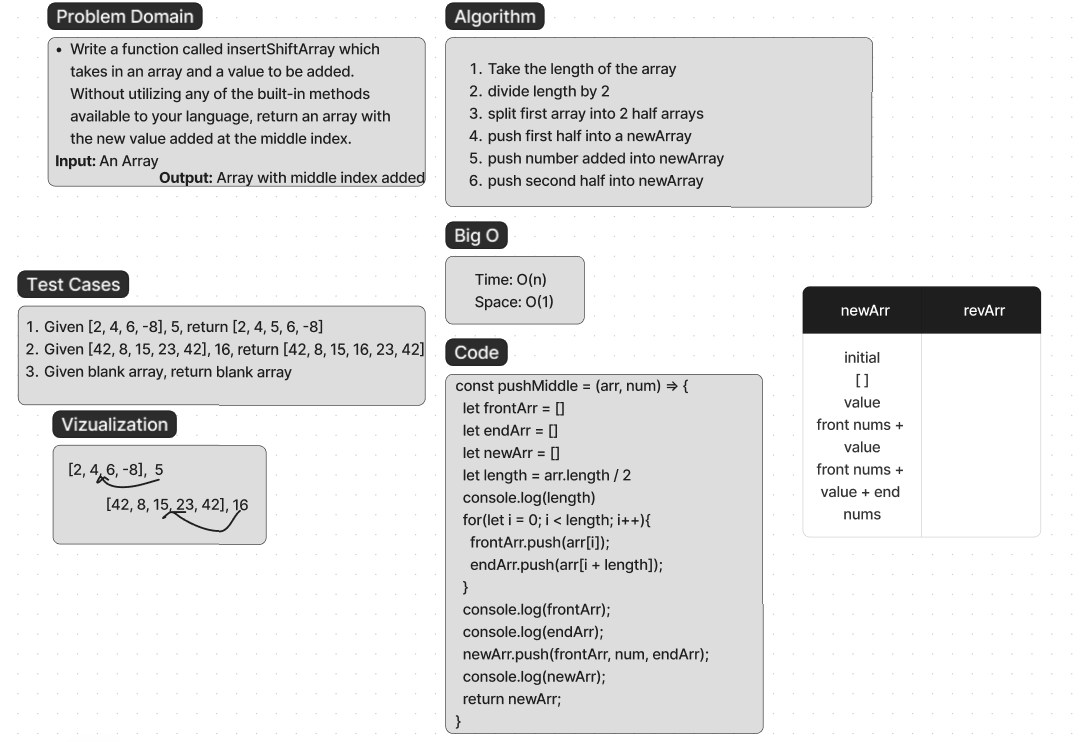 Problem Domain
• Write a function called insertShiftArray which
takes in an array and a value to be added.
Without utilizing any of the built-in methods
available to your language, return an array with
the new value added at the middle index.
Input: An Array
Output: Array with middle index added
Algorithm
1. Take the length of the array
2. divide length by 2
3. split first array into 2 half arrays
4. push first half into a newArray
5. push number added into newArray
6. push second half into newArray
Big O
Time: O(n)
Space: O(1)
Test Cases
1. Given [2, 4, 6, -8], 5, return [2, 4, 5, 6, -8]
2. Given [42, 8, 15, 23, 42], 16, return [42, 8, 15, 16, 23, 42]
3. Given blank array, return blank array
Vizualization
[2, 4, 6, -8], 5
[42, 8, 15, 23, 42], 16
Code
const pushMiddle = (arr, num) => {
let frontArr = []
let endArr = []
let newArr = []
let length = arr.length / 2
console.log(length)
for(let i = 0; i < length; i++){
frontArr.push(arr[i]);
endArr.push(arr[i + length]);
}
console.log(frontArr);
console.log(endArr);
newArr.push(frontArr, num, endArr);
console.log(newArr);
return newArr;
}
newArr revArr
initial
[ ]
value
front nums +
value
front nums +
value + end
nums